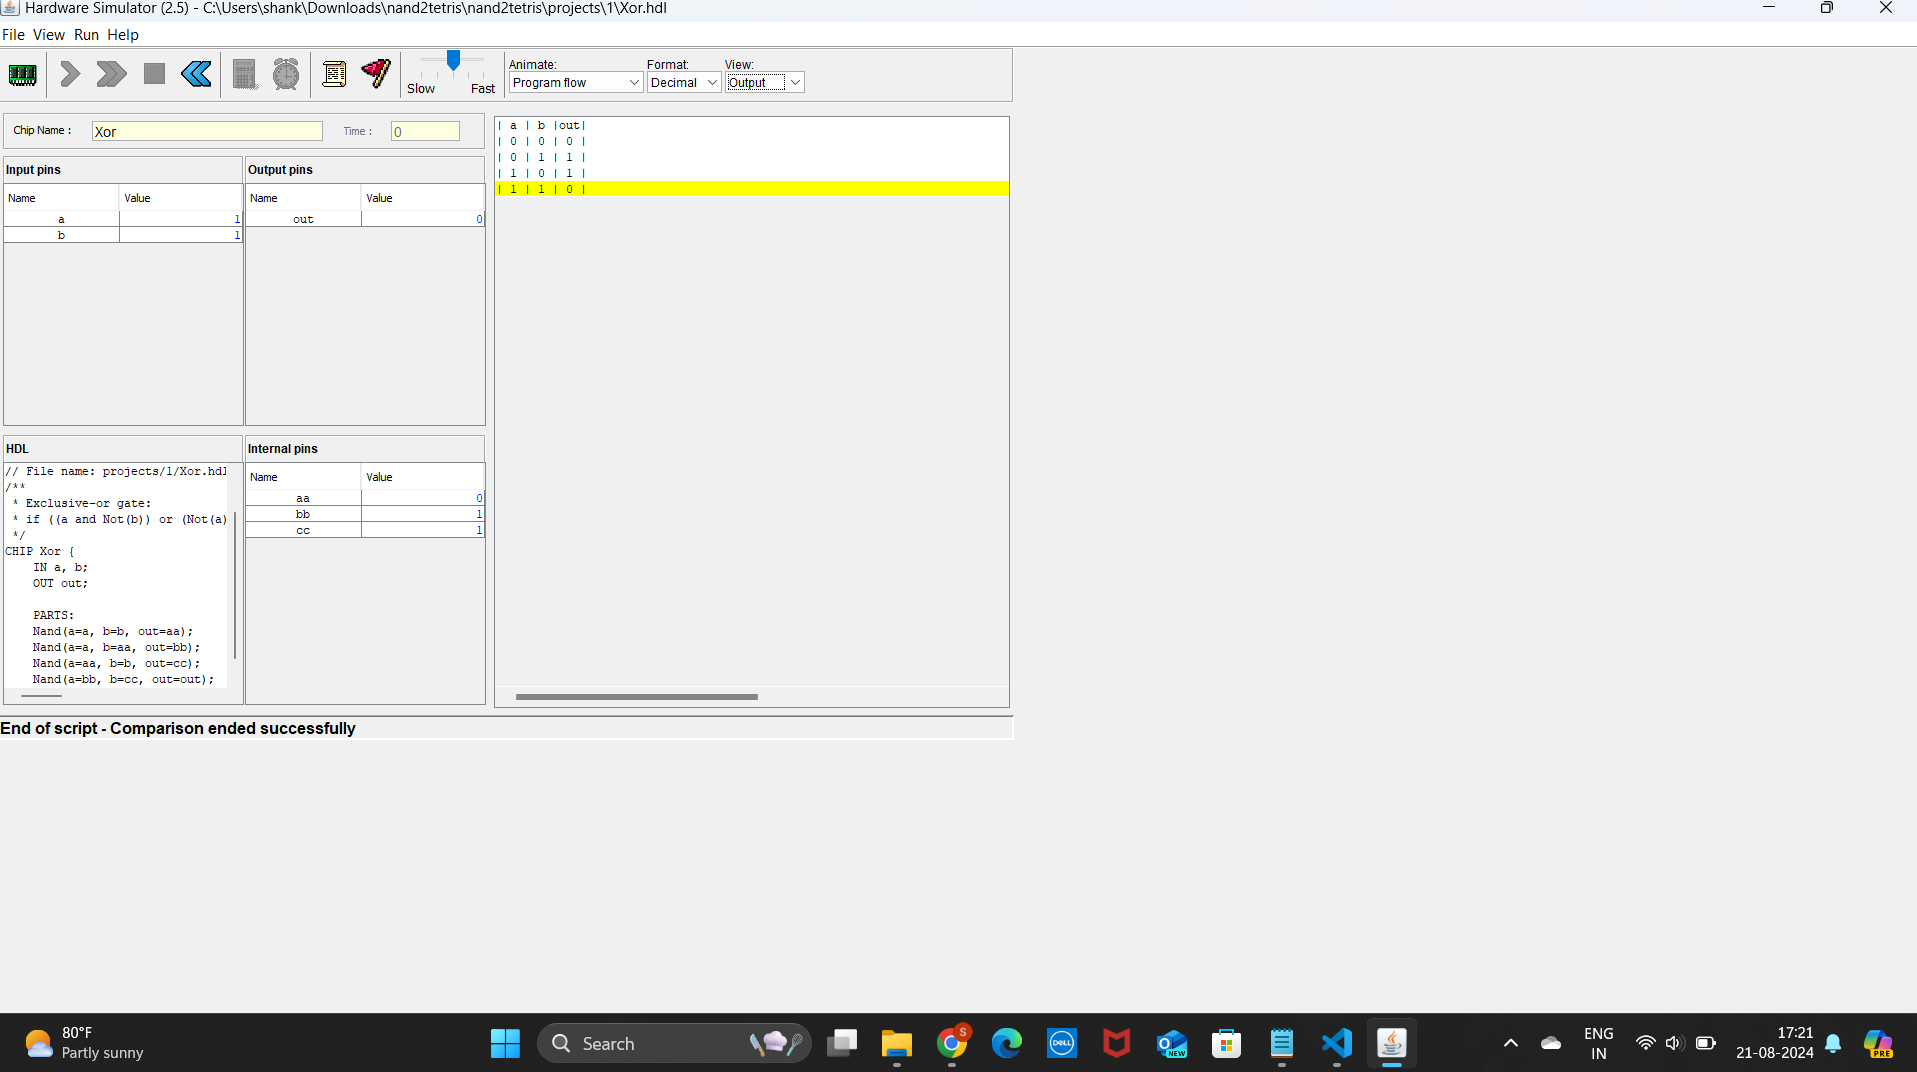 Hardware Simulator (2.5) - C:\Users\shank\Downloads\nand2tetris\nand2tetris\projects\1\Xor.hdl
File View Run Help
Slow Fast
Animate: Format: View:
Program flow Decimal Output
Chip Name : Xor Time : 0
Input pins
Name Value
a 1
b 1
Output pins
Name Value
out 0
| a | b |out|
| 0 | 0 | 0 |
| 0 | 1 | 1 |
| 1 | 0 | 1 |
| 1 | 1 | 0 |
HDL
// File name: projects/1/Xor.hdl
/**
* Exclusive-or gate:
* if ((a and Not(b)) or (Not(a)
*/
CHIP Xor {
IN a, b;
OUT out;
PARTS:
Nand(a=a, b=b, out=aa);
Nand(a=a, b=aa, out=bb);
Nand(a=aa, b=b, out=cc);
Nand(a=bb, b=cc, out=out);
Internal pins
Name Value
aa 0
bb 1
cc 1
End of script - Comparison ended successfully
80°F
Partly sunny
Search
S
DELL
NEW
ENG
IN
17:21
21-08-2024
PRE